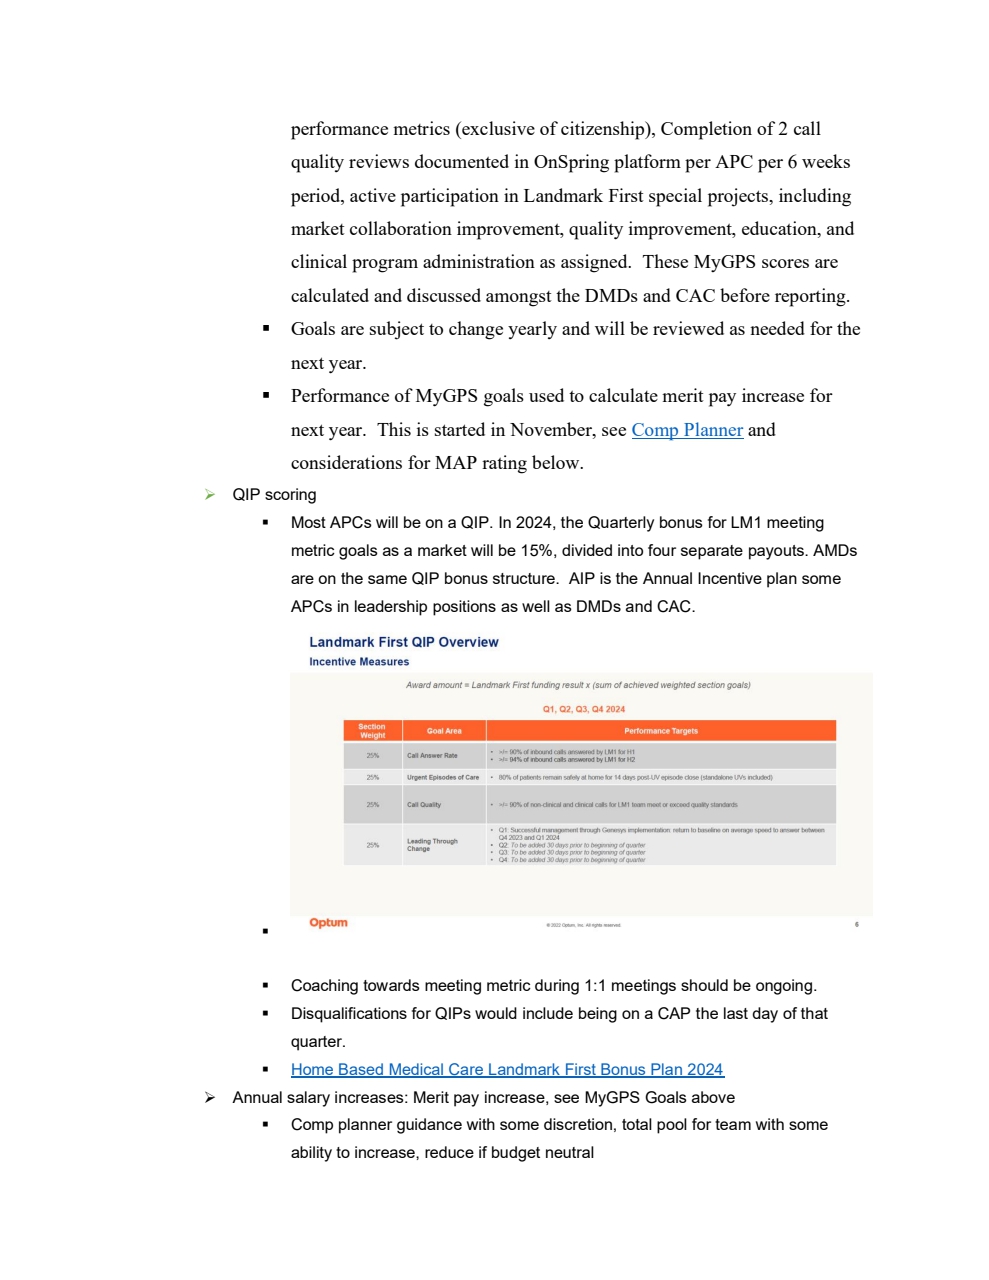 performance metrics (exclusive of citizenship), Completion of 2 call
quality reviews documented in OnSpring platform per APC per 6 weeks
period, active participation in Landmark First special projects, including
market collaboration improvement, quality improvement, education, and
clinical program administration as assigned.  These MyGPS scores are
calculated and discussed amongst the DMDs and CAC before reporting.
▪ Goals are subject to change yearly and will be reviewed as needed for the
next year.
▪ Performance of MyGPS goals used to calculate merit pay increase for
next year.  This is started in November, see Comp Planner and
considerations for MAP rating below.
➢ QIP scoring
▪ Most APCs will be on a QIP. In 2024, the Quarterly bonus for LM1 meeting
metric goals as a market will be 15%, divided into four separate payouts. AMDs
are on the same QIP bonus structure.  AIP is the Annual Incentive plan some
APCs in leadership positions as well as DMDs and CAC.
Landmark First QIP Overview
Incentive Measures
Award amount = Landmark First funding result x (sum of achieved weighted section goals)
Q1, Q2, Q3, Q4 2024
Section Weight
Goal Area
Performance Targets
25%
Call Answer Rate
• >/= 90% of inbound calls answered by LM1 for H1
• >/= 94% of inbound calls answered by LM1 for H2
25%
Urgent Episodes of Care
• 80% of patients remain safely at home for 14 days post-UV episode close (standalone UVs included)
25%
Call Quality
• >/= 90% of non-clinical and clinical calls for LM1 team meet or exceed quality standards
25%
Leading Through
Change
• Q1: Successful management through Genesys implementation: return to baseline on average speed to answer between
Q4 2023 and Q1 2024
• Q2: To be added 30 days prior to beginning of quarter
• Q3: To be added 30 days prior to beginning of quarter
• Q4: To be added 30 days prior to beginning of quarter
Optum
© 2022 Optum, Inc. All rights reserved.
6
▪
▪ Coaching towards meeting metric during 1:1 meetings should be ongoing.
▪ Disqualifications for QIPs would include being on a CAP the last day of that
quarter.
▪ Home Based Medical Care Landmark First Bonus Plan 2024
➢ Annual salary increases: Merit pay increase, see MyGPS Goals above
▪ Comp planner guidance with some discretion, total pool for team with some
ability to increase, reduce if budget neutral